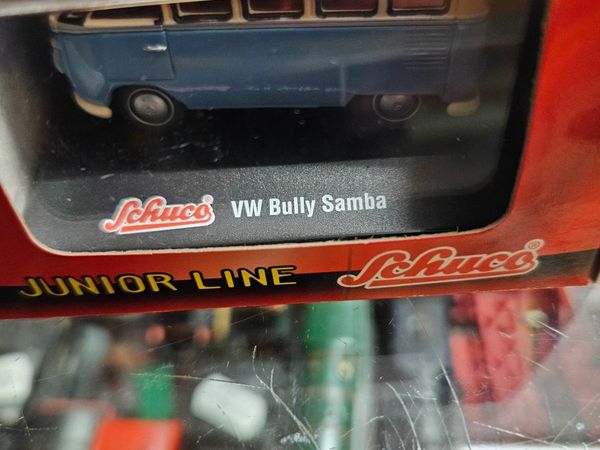 Schuco VW Bully Samba
JUNIOR LINE Schuco®